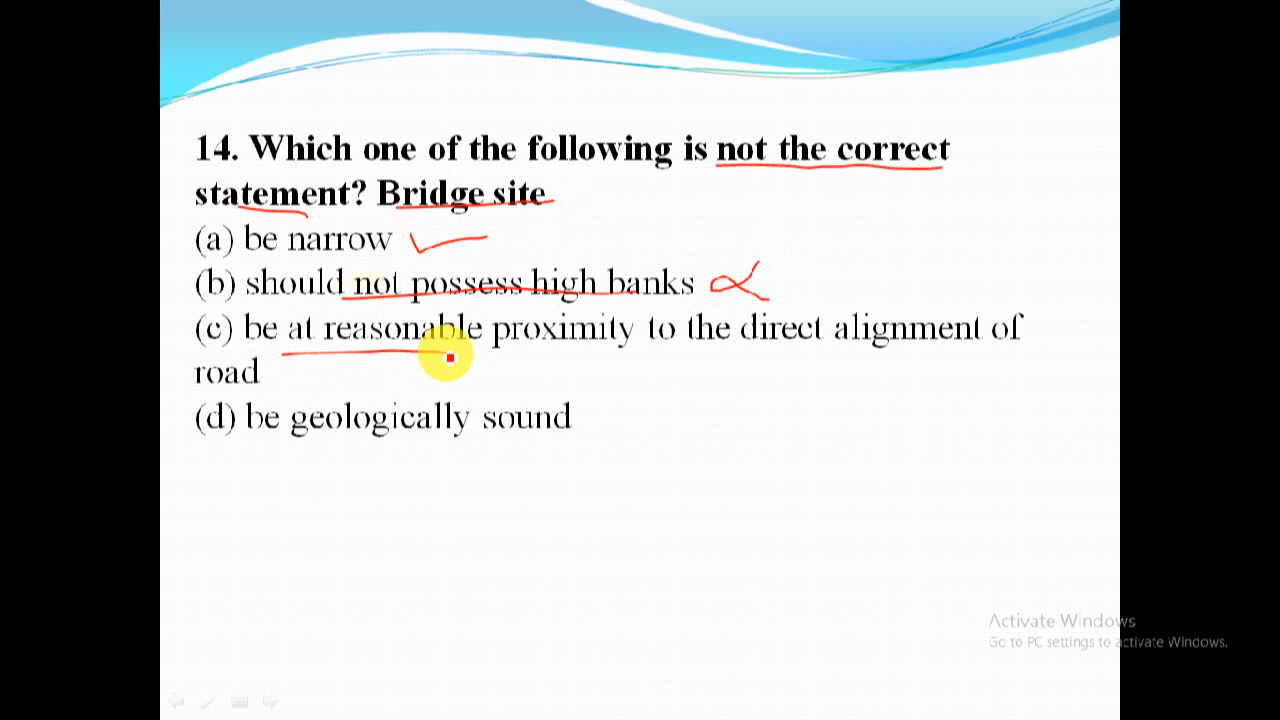 14. Which one of the following is not the correct
statement? Bridge site
(a) be narrow
(b) should not possess high banks
(c) be at reasonable proximity to the direct alignment of
road
(d) be geologically sound
Activate Windows
Go to PC settings to activate Windows.